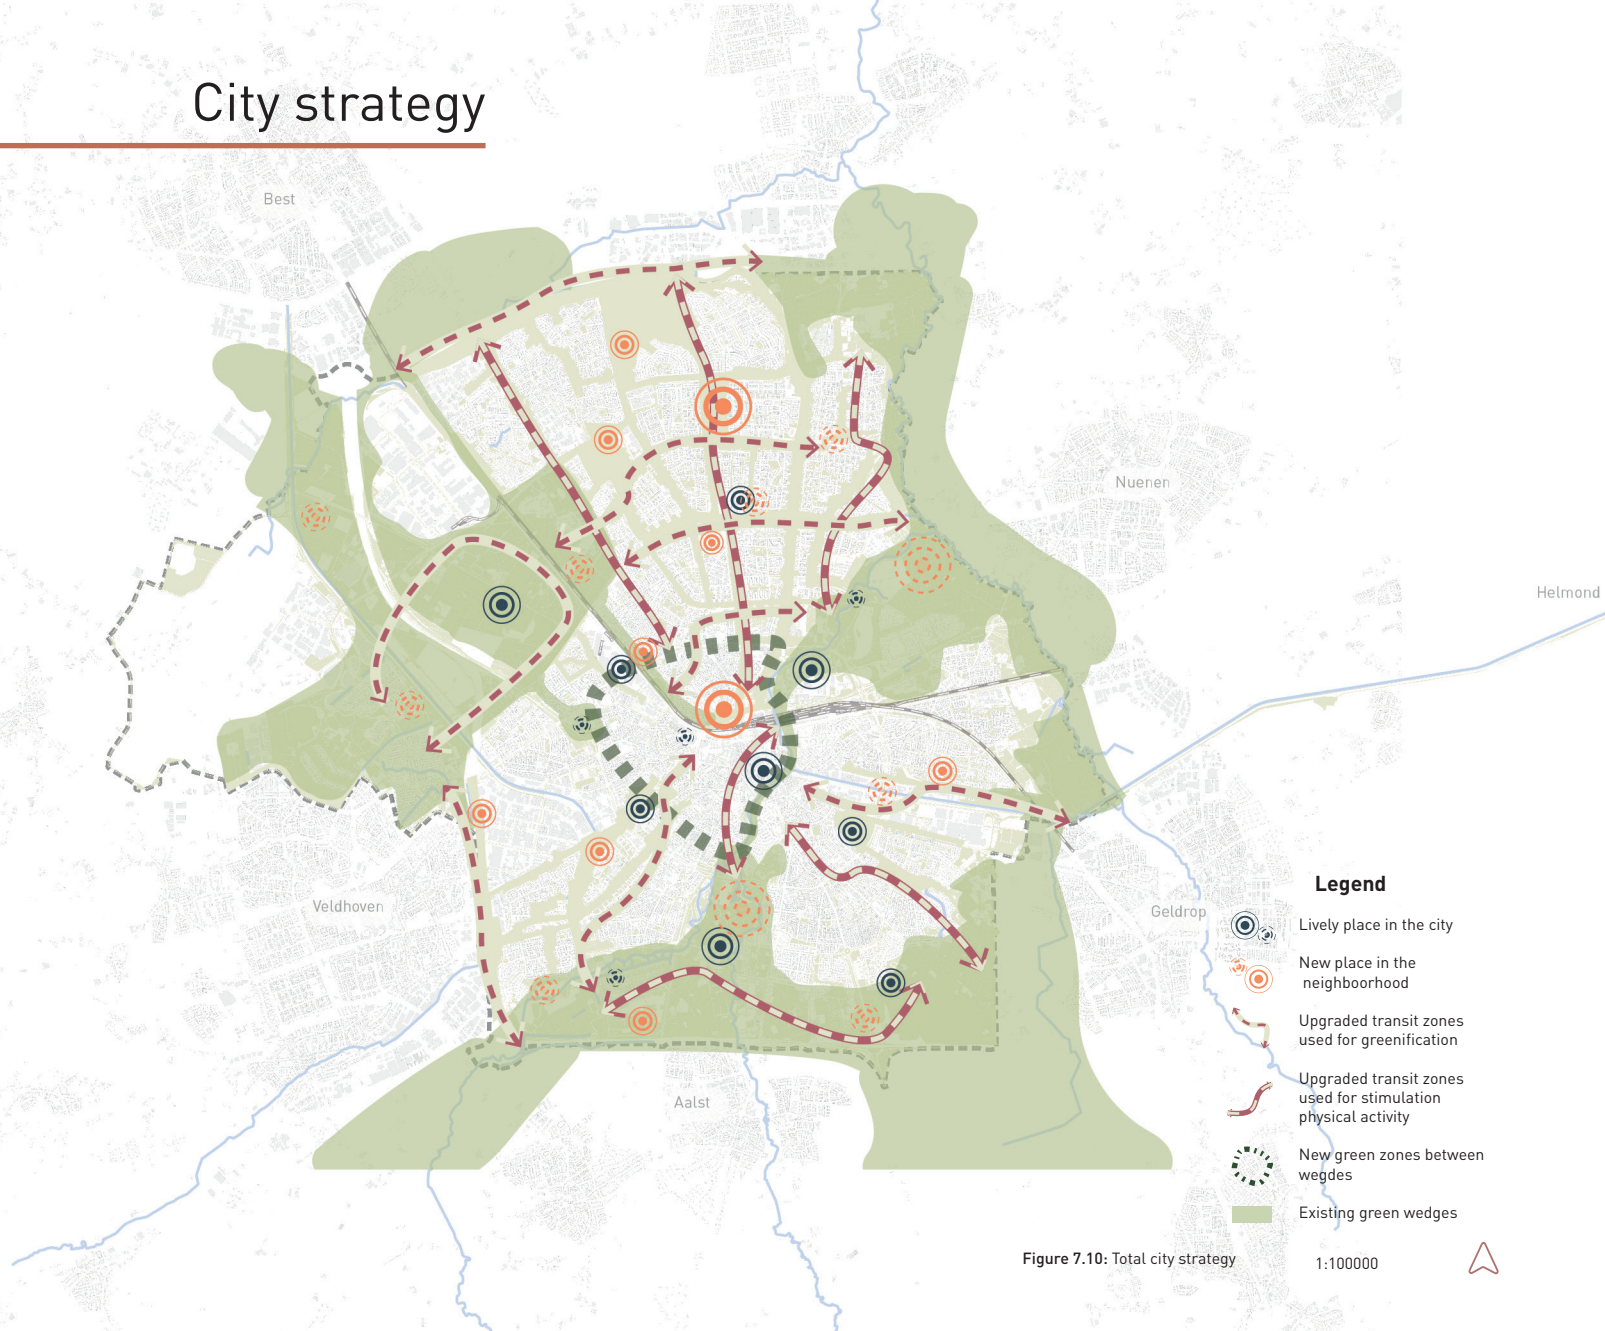 City strategy
Best
Nuenen
Helmond
Veldhoven
Geldrop
Aalst
Legend
Lively place in the city
New place in the
neighboorhood
Upgraded transit zones
used for greenification
Upgraded transit zones
used for stimulation
physical activity
New green zones between
wegdes
Existing green wedges
Figure 7.10: Total city strategy
1:100000